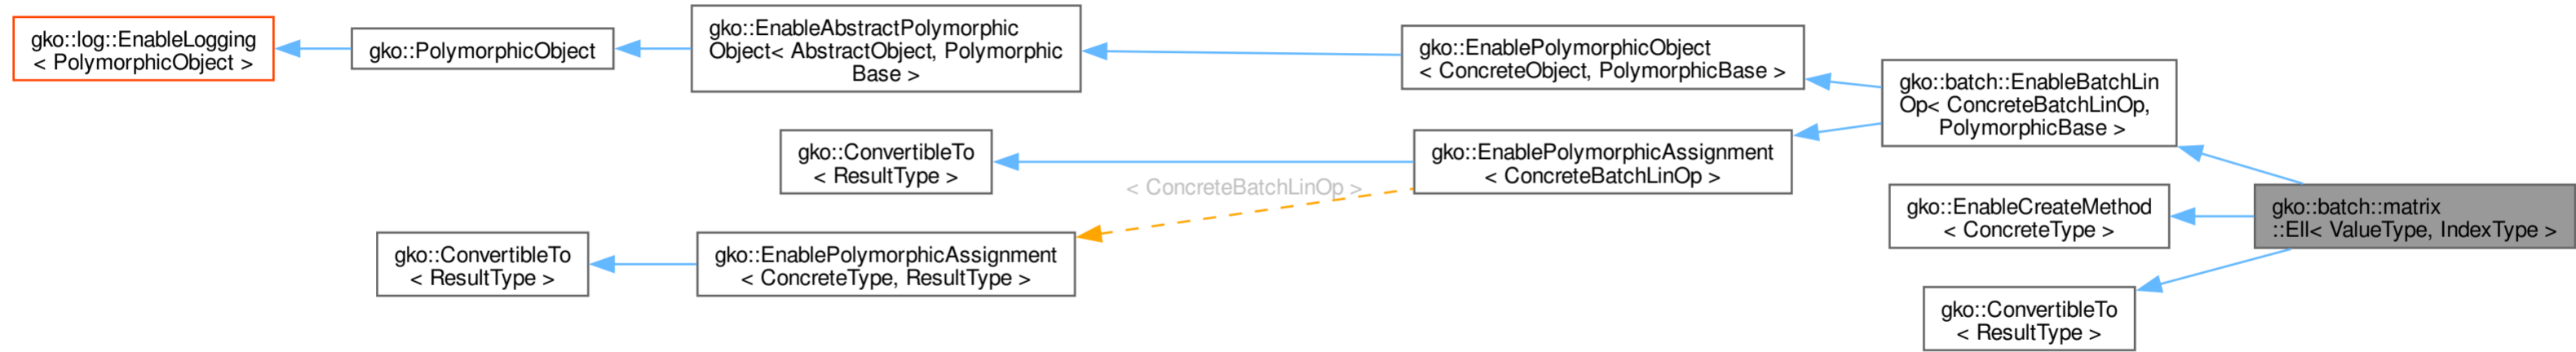 gko::log::EnableLogging
< PolymorphicObject >
gko::PolymorphicObject
gko::EnableAbstractPolymorphic
Object< AbstractObject, Polymorphic
Base >
gko::EnablePolymorphicObject
< ConcreteObject, PolymorphicBase >
gko::batch::EnableBatchLin
Op< ConcreteBatchLinOp,
PolymorphicBase >
gko::ConvertibleTo
< ResultType >
gko::EnablePolymorphicAssignment
< ConcreteBatchLinOp >
< ConcreteBatchLinOp >
gko::EnableCreateMethod
< ConcreteType >
gko::batch::matrix
::Ell< ValueType, IndexType >
gko::ConvertibleTo
< ResultType >
gko::EnablePolymorphicAssignment
< ConcreteType, ResultType >
gko::ConvertibleTo
< ResultType >